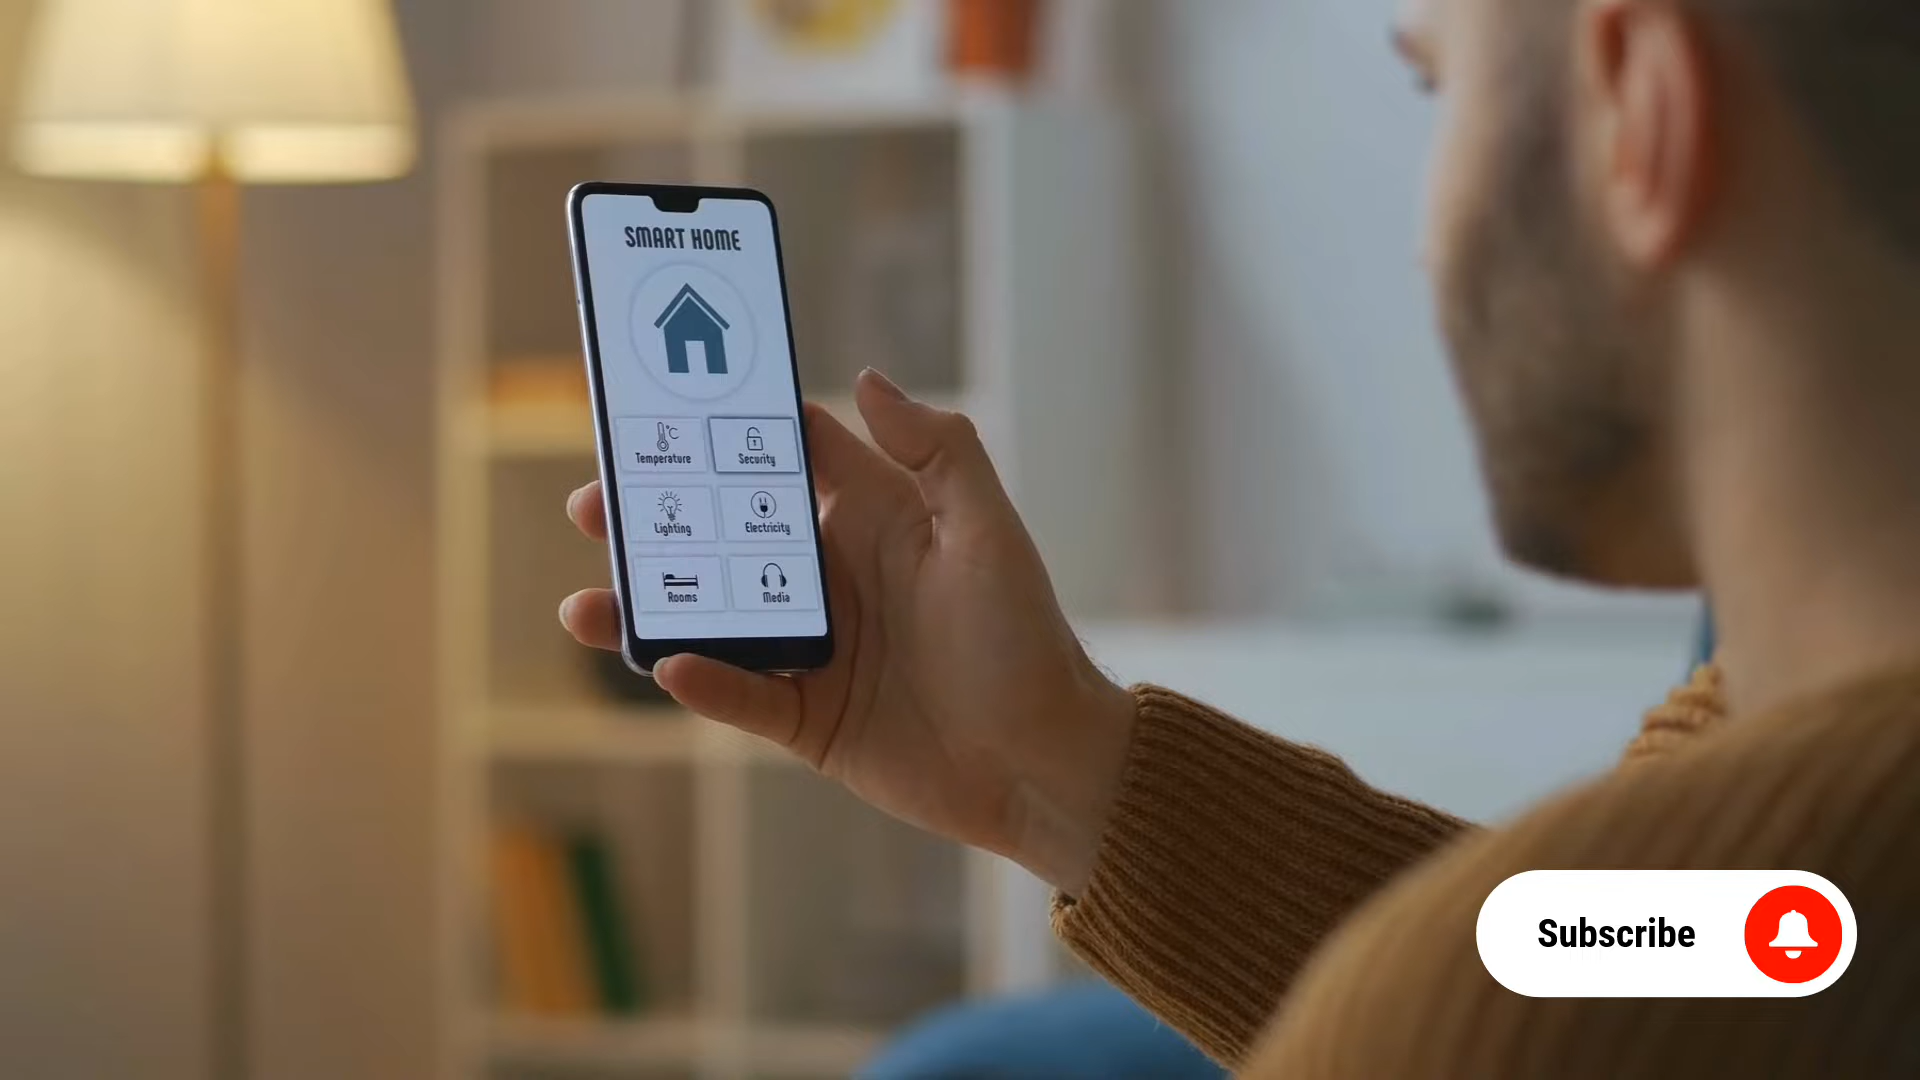 SMART HOME
°C
Temperature
Security
Lighting
Electricity
Rooms
Media
Subscribe